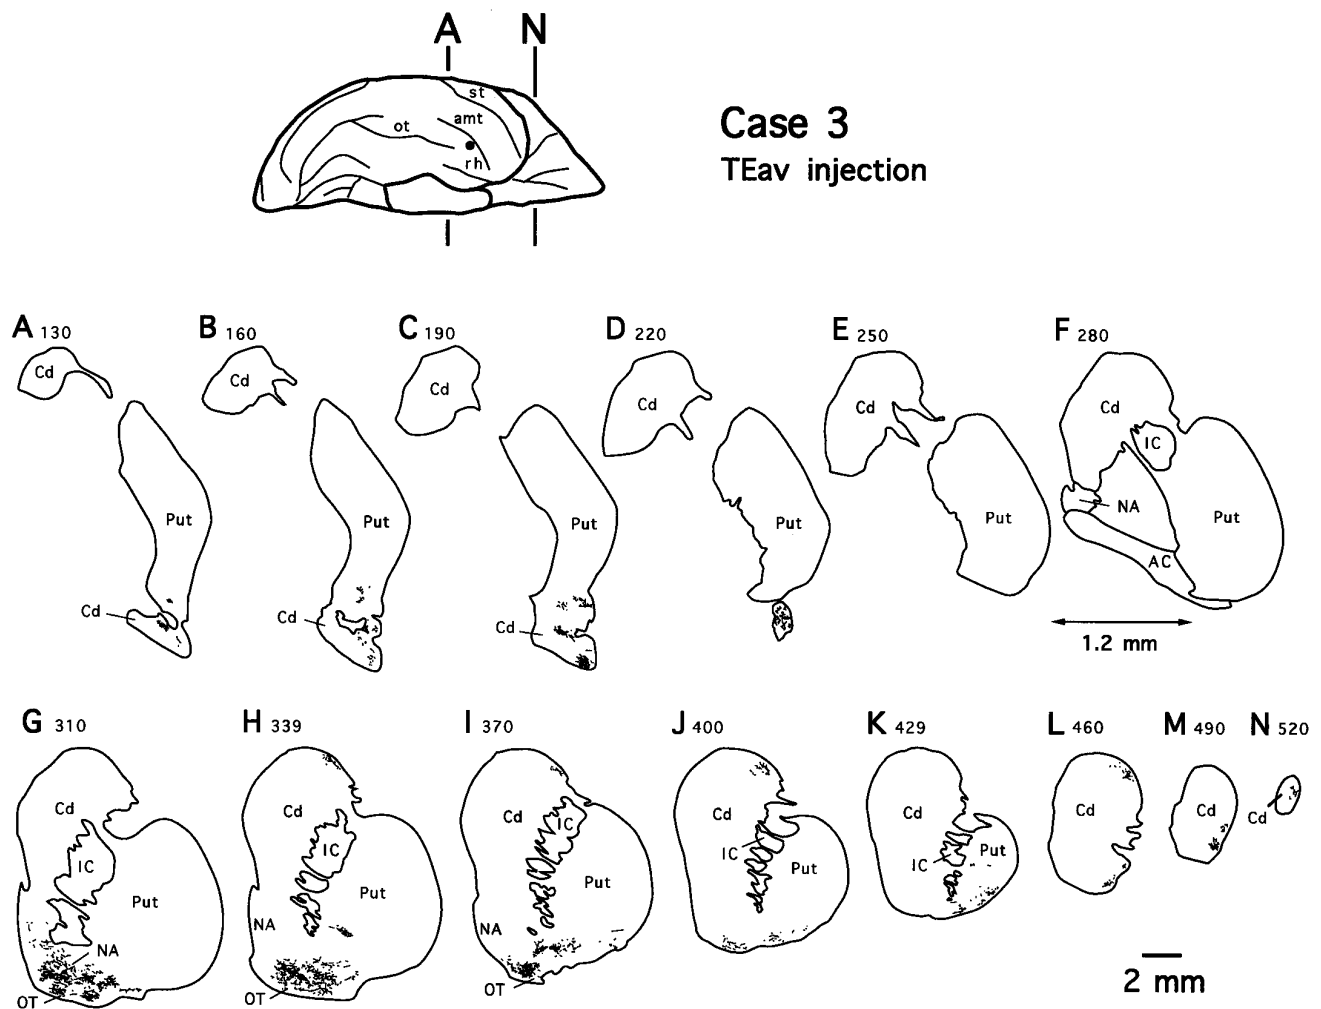 A N
st
amt
ot
rh
Case 3
TEav injection
A 130
B 160
C 190
D 220
E 250
F 280
Cd
Cd
Cd
Cd
Cd
Cd
IC
NA
Put
Put
Put
Put
Put
Put
AC
Cd
Cd
Cd
1.2 mm
G 310
H 339
I 370
J 400
K 429
L 460
M 490
N 520
Cd
Cd
Cd
Cd
Cd
Cd
Cd
Cd
IC
IC
IC
IC
IC
Put
Put
Put
Put
Put
NA
NA
NA
OT
OT
OT
2 mm